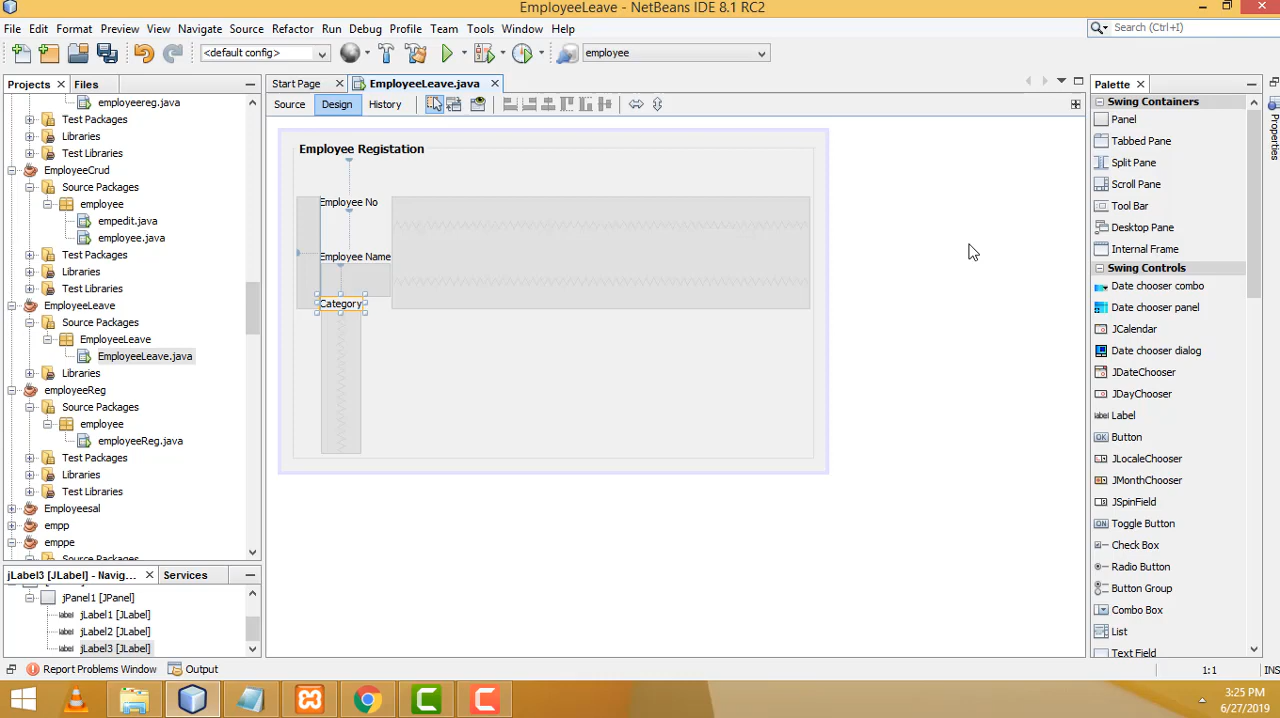 EmployeeLeave - NetBeans IDE 8.1 RC2
File Edit Format Preview View Navigate Source Refactor Run Debug Profile Team Tools Window Help
Search (Ctrl+I)
<default config>
employee
Projects Files
Start Page EmployeeLeave.java
Palette
Source Design History
employeereg.java
Test Packages
Libraries
Test Libraries
EmployeeCrud
Source Packages
employee
empedit.java
employee.java
Test Packages
Libraries
Test Libraries
EmployeeLeave
Source Packages
EmployeeLeave
EmployeeLeave.java
Libraries
employeeReg
Source Packages
employee
employeeReg.java
Test Packages
Libraries
Test Libraries
Employeesal
empp
emppe
Source Packages
Employee Registation
Employee No
Employee Name
Category
Swing Containers
Panel
Tabbed Pane
Split Pane
Scroll Pane
Tool Bar
Desktop Pane
Internal Frame
Swing Controls
Date chooser combo
Date chooser panel
JCalendar
Date chooser dialog
JDateChooser
JDayChooser
label Label
OK Button
JLocaleChooser
JMonthChooser
JSpinField
ON Toggle Button
Check Box
Radio Button
Button Group
Combo Box
List
Text Field
Properties
jLabel3 [JLabel] - Navig... Services
jPanel1 [JPanel]
label jLabel1 [JLabel]
label jLabel2 [JLabel]
label jLabel3 [JLabel]
Report Problems Window Output
1:1 INS
3:25 PM
6/27/2019